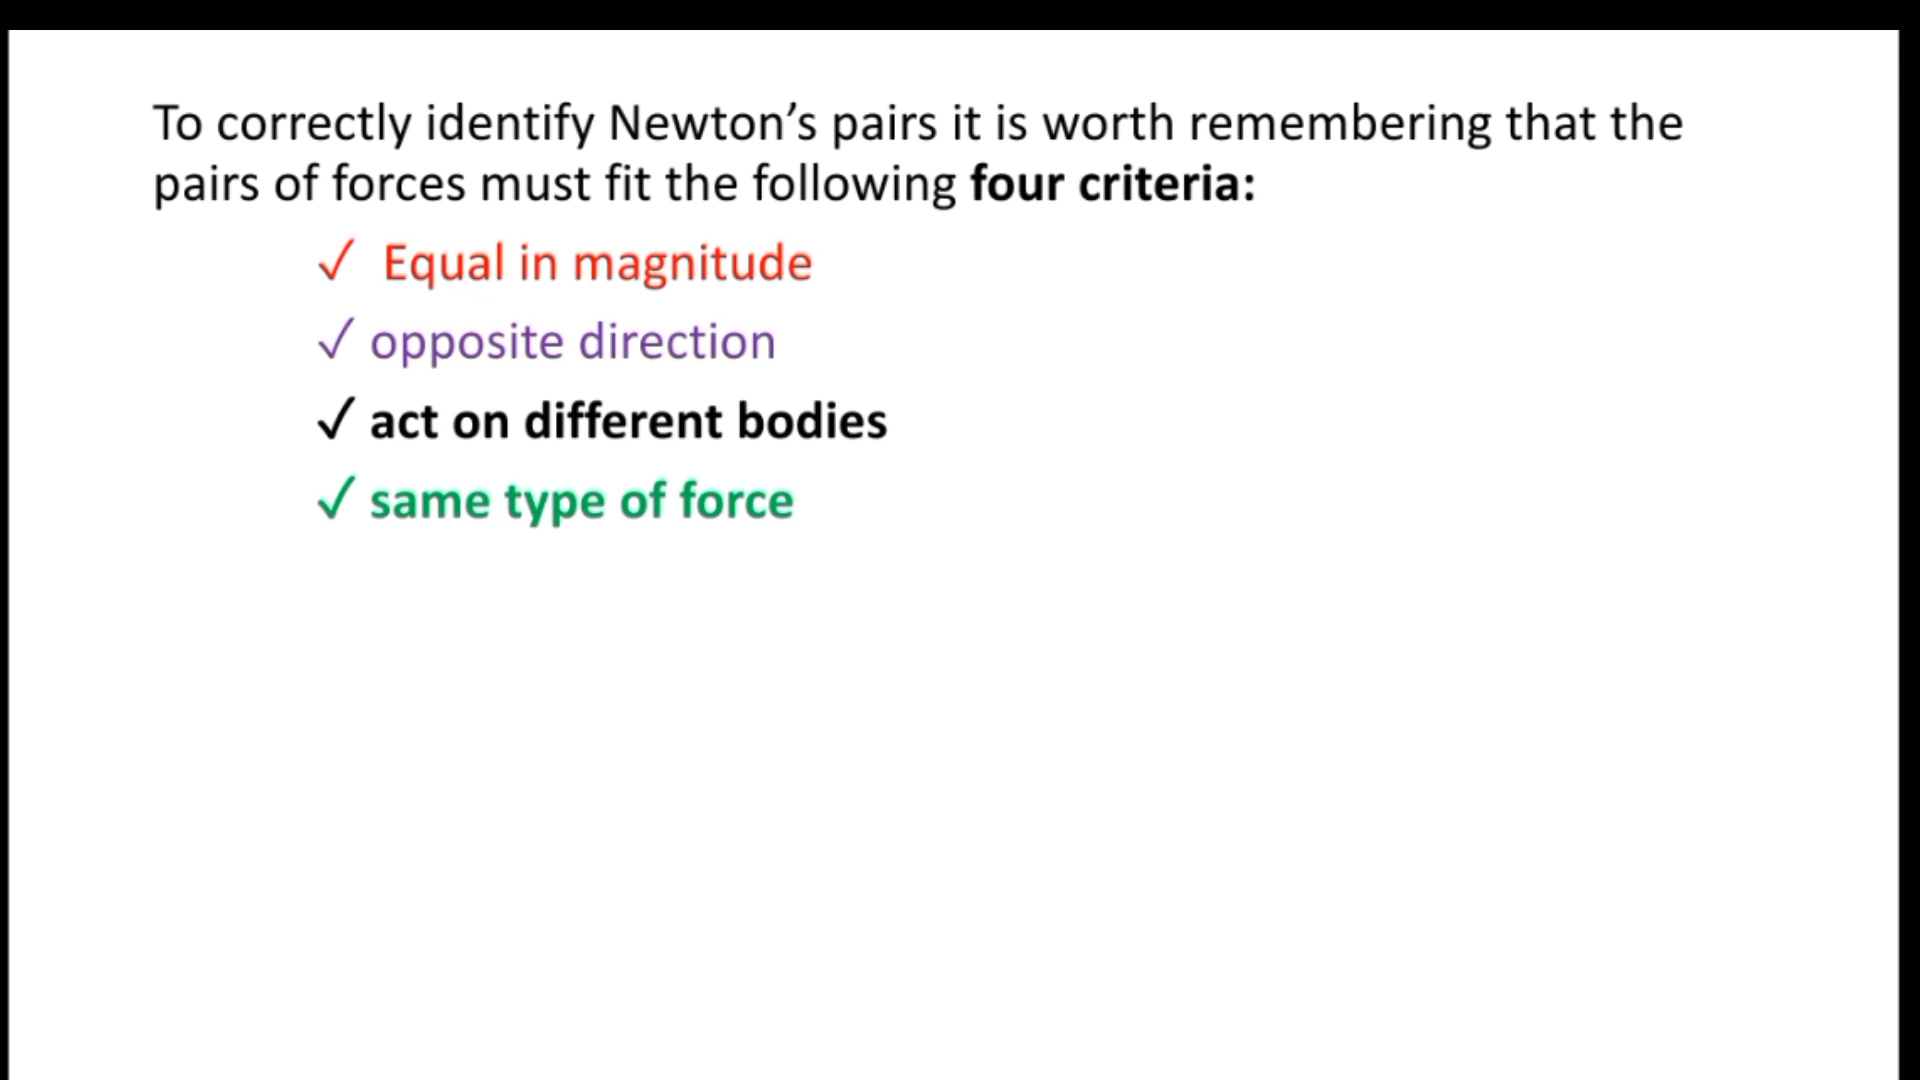 To correctly identify Newton’s pairs it is worth remembering that the
pairs of forces must fit the following four criteria:
✓ Equal in magnitude
✓ opposite direction
✓ act on different bodies
✓ same type of force